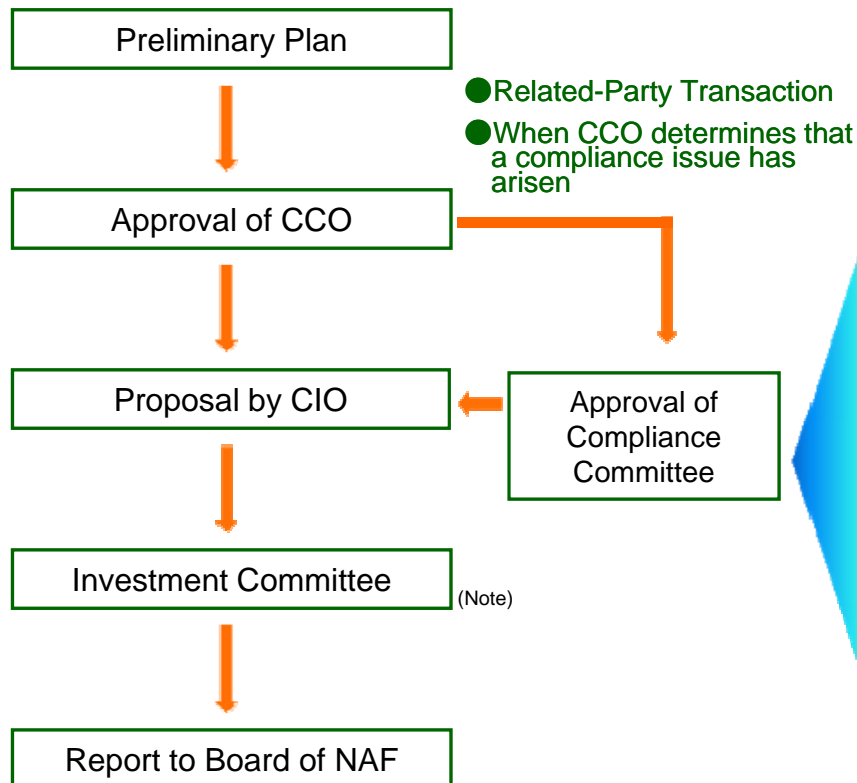 Preliminary Plan
●Related-Party Transaction
●When CCO determines that
a compliance issue has
arisen
Approval of CCO
Proposal by CIO
Approval of
Compliance
Committee
Investment Committee
(Note)
Report to Board of NAF